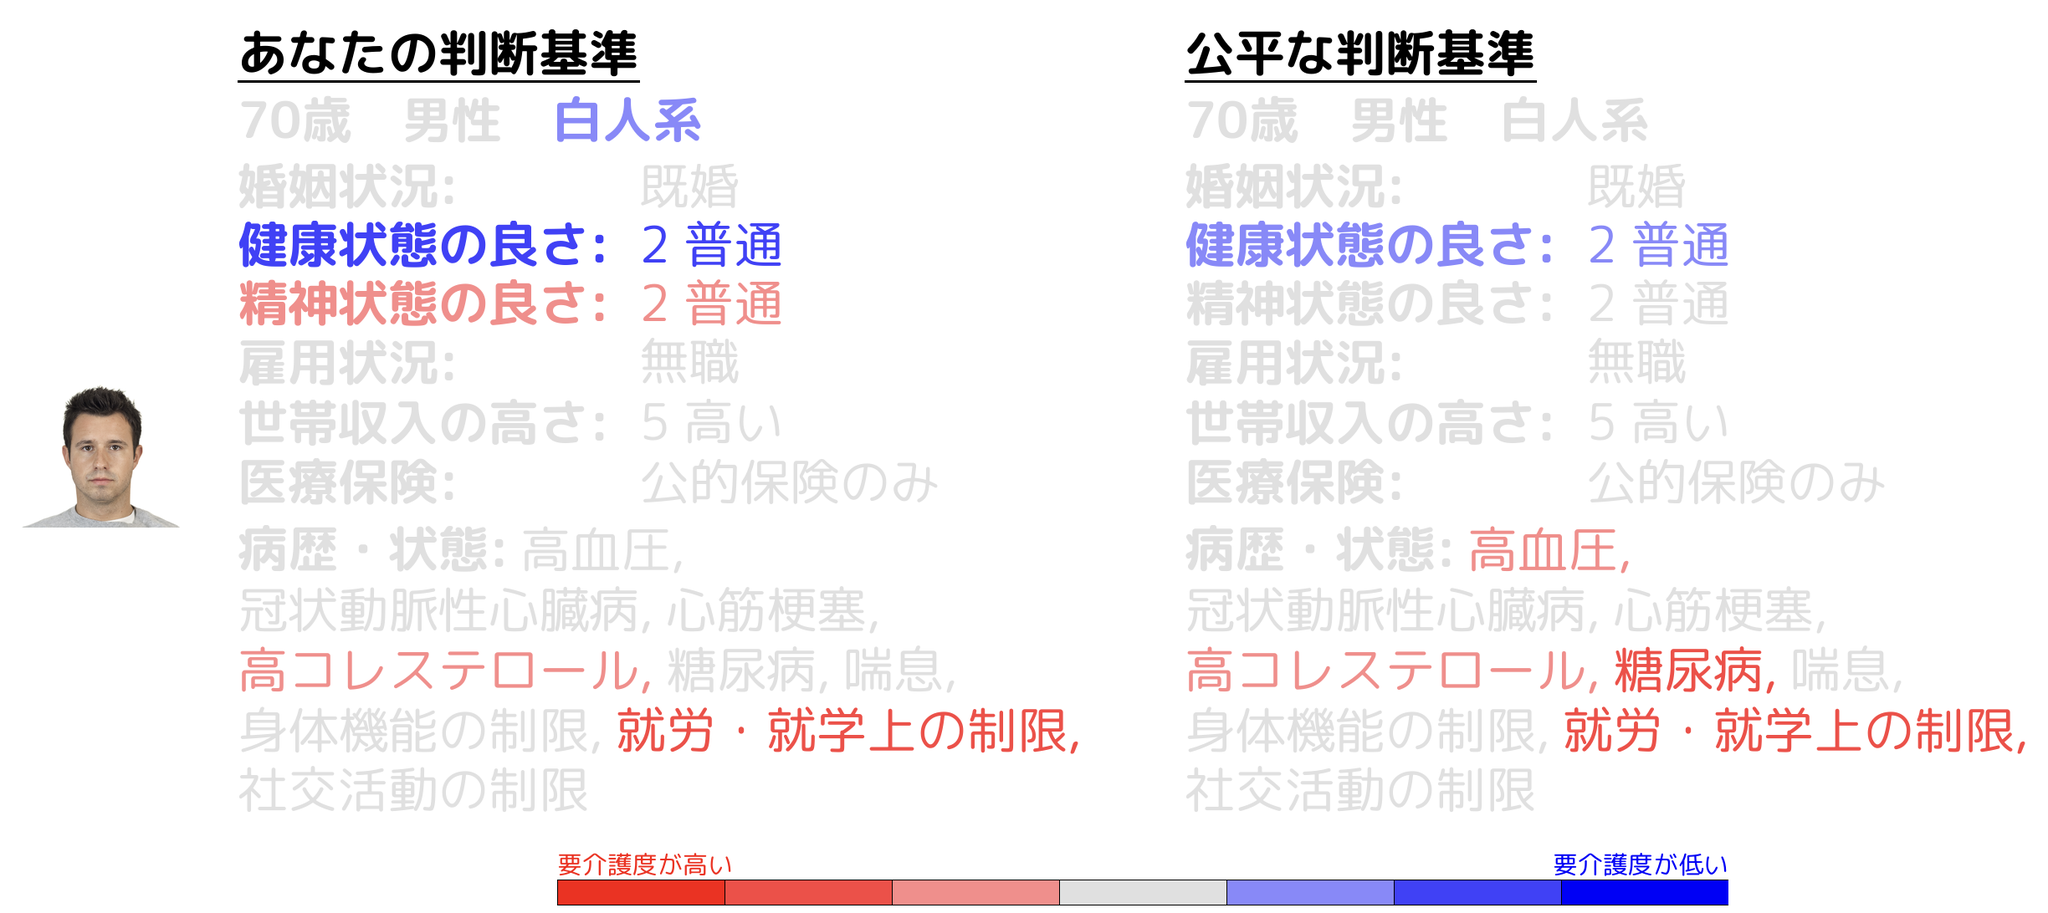 あなたの判断基準
70歳 男性 白人系
婚姻状況: 既婚
健康状態の良さ: 2 普通
精神状態の良さ: 2 普通
雇用状況: 無職
世帯収入の高さ: 5 高い
医療保険: 公的保険のみ
病歴・状態: 高血圧,
冠状動脈性心臓病, 心筋梗塞,
高コレステロール, 糖尿病, 喘息,
身体機能の制限, 就労・就学上の制限,
社交活動の制限
公平な判断基準
70歳 男性 白人系
婚姻状況: 既婚
健康状態の良さ: 2 普通
精神状態の良さ: 2 普通
雇用状況: 無職
世帯収入の高さ: 5 高い
医療保険: 公的保険のみ
病歴・状態: 高血圧,
冠状動脈性心臓病, 心筋梗塞,
高コレステロール, 糖尿病, 喘息,
身体機能の制限, 就労・就学上の制限,
社交活動の制限
要介護度が高い
要介護度が低い